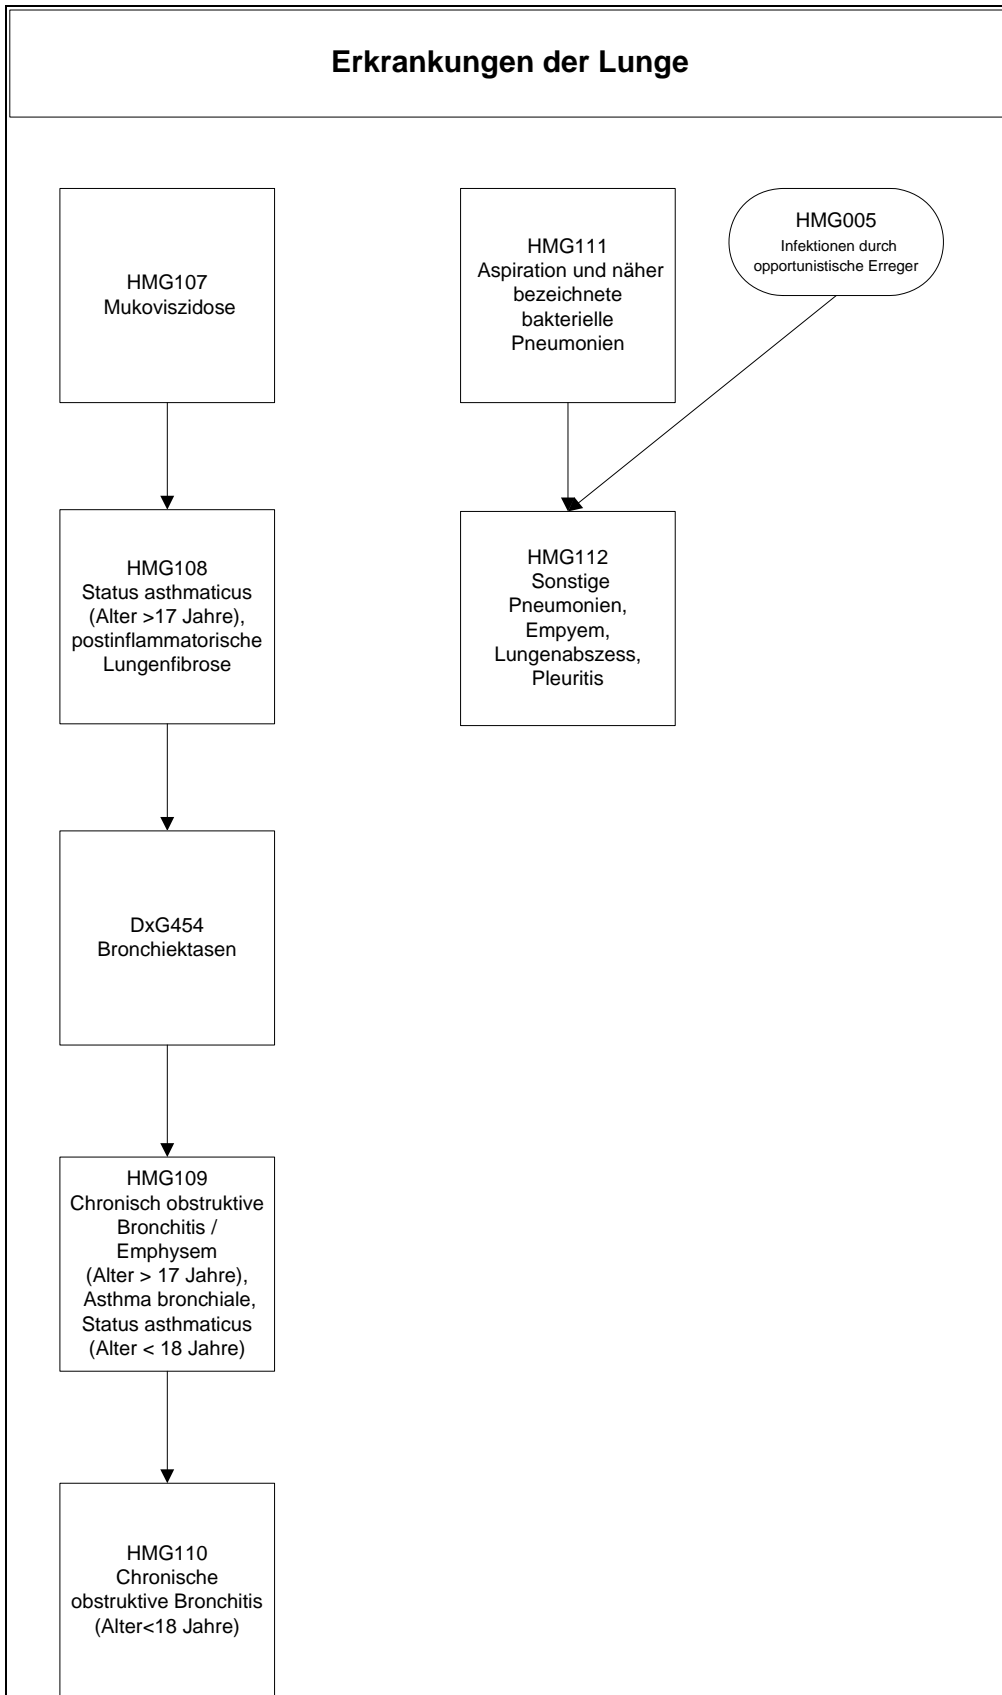 Erkrankungen der Lunge
HMG107
Mukoviszidose
HMG111
Aspiration und näher
bezeichnete
bakterielle
Pneumonien
HMG005
Infektionen durch
opportunistische Erreger
HMG108
Status asthmaticus
(Alter >17 Jahre),
postinflammatorische
Lungenfibrose
HMG112
Sonstige
Pneumonien,
Empyem,
Lungenabszess,
Pleuritis
DxG454
Bronchiektasen
HMG109
Chronisch obstruktive
Bronchitis /
Emphysem
(Alter > 17 Jahre),
Asthma bronchiale,
Status asthmaticus
(Alter < 18 Jahre)
HMG110
Chronische
obstruktive Bronchitis
(Alter<18 Jahre)